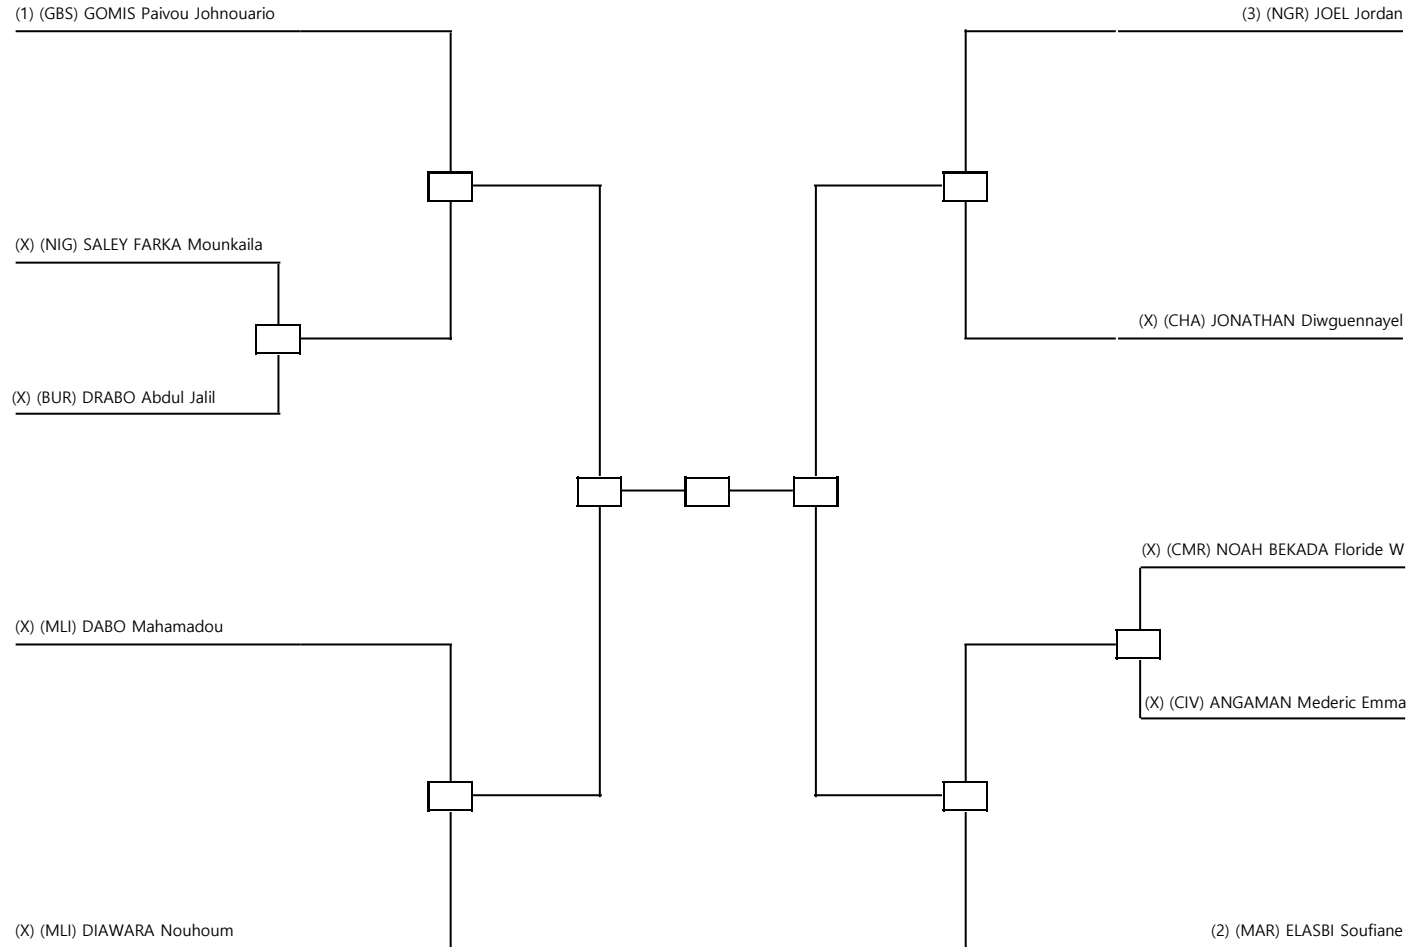 (1) (GBS) GOMIS Paivou Johnouario
(3) (NGR) JOEL Jordan
(X) (NIG) SALEY FARKA Mounkaila
(X) (CHA) JONATHAN Diwguennayel
(X) (BUR) DRABO Abdul Jalil
(X) (CMR) NOAH BEKADA Floride W
(X) (MLI) DABO Mahamadou
(X) (CIV) ANGAMAN Mederic Emma
(X) (MLI) DIAWARA Nouhoum
(2) (MAR) ELASBI Soufiane